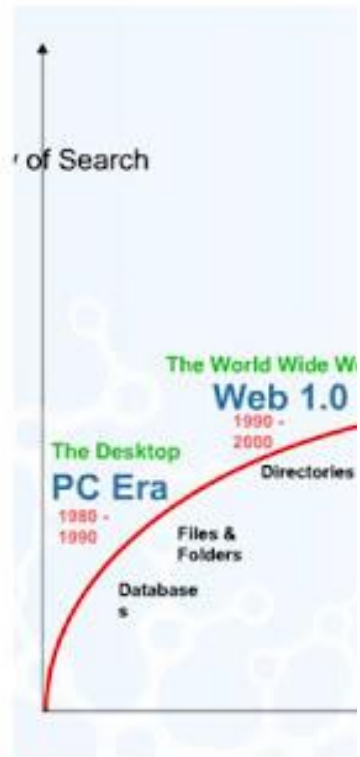 y of Search
The World Wide We
Web 1.0
1990 -
2000
Directories
The Desktop
PC Era
1980 -
1990
Files &
Folders
Database
s